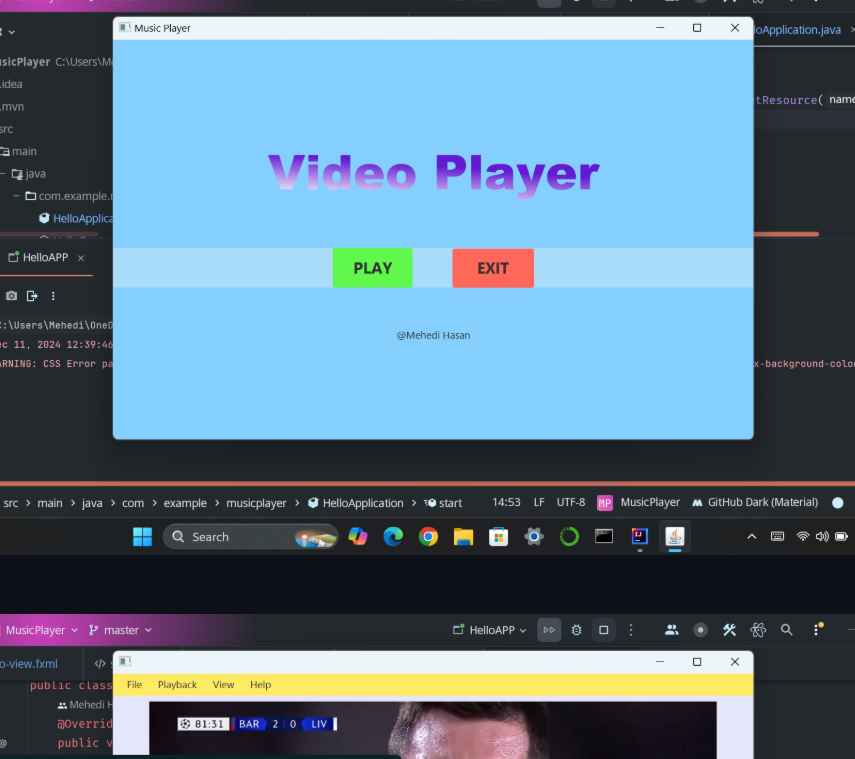 Music Player
HelloApplication.java
MusicPlayer C:\Users\Me
.idea
.mvn
src
main
java
com.example.m
HelloApplica
tResource( name
Video Player
PLAY EXIT
@Mehedi Hasan
HelloAPP
C:\Users\Mehedi\OneD
ec 11, 2024 12:39:46
ARNING: CSS Error pa
x-background-color
src > main > java > com > example > musicplayer > HelloApplication > start 14:53 LF UTF-8 MP MusicPlayer GitHub Dark (Material)
Search
MusicPlayer master HelloAPP
o-view.fxml
File Playback View Help
public class
Mehedi H
@Overrid
public v
81:31 BAR 2 0 LIV